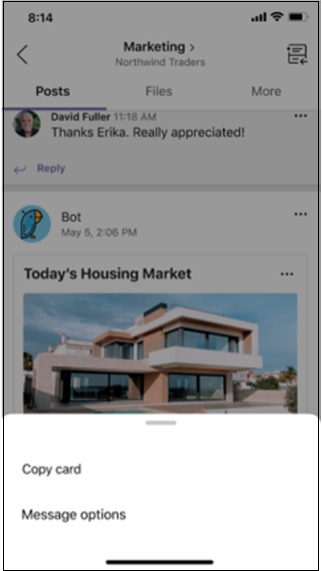 8:14
Marketing >
Northwind Traders
Posts Files More
David Fuller 11:18 AM
Thanks Erika. Really appreciated!
Reply
Bot
May 5, 2:06 PM
Today's Housing Market
Copy card
Message options